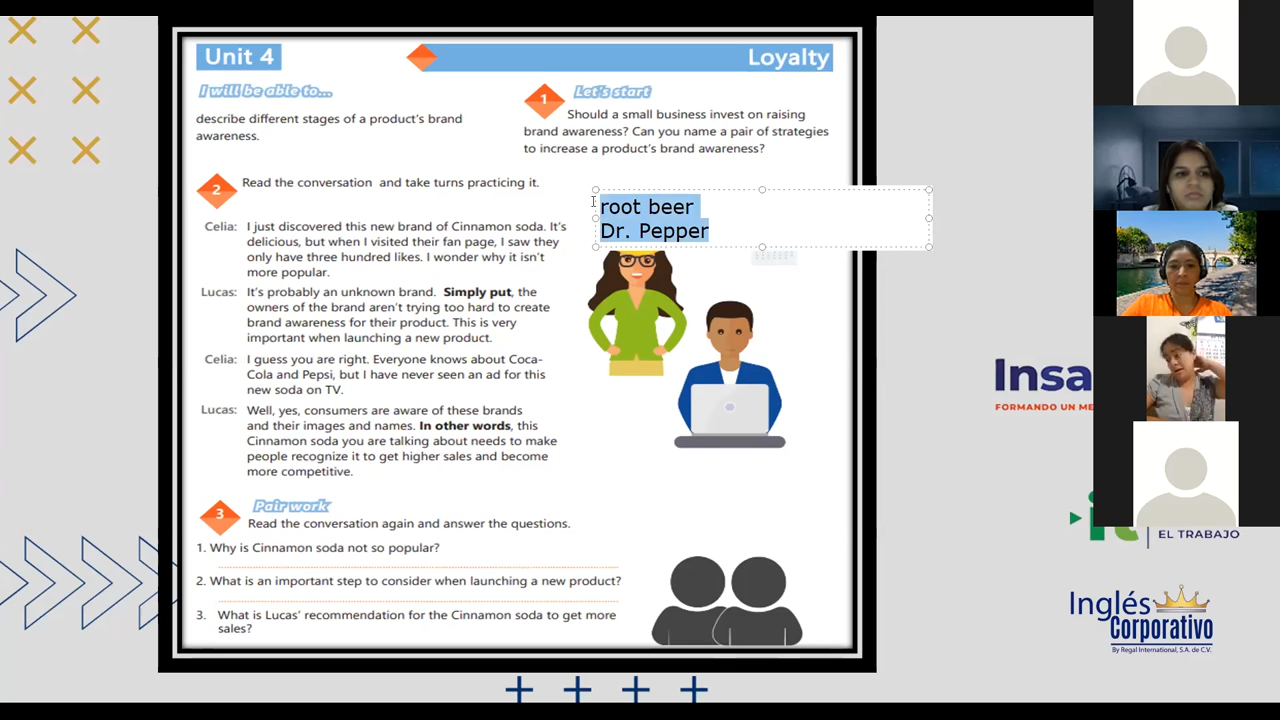 Unit 4
Loyalty
I will be able to...
describe different stages of a product's brand
awareness.
1
Let's start
Should a small business invest on raising
brand awareness? Can you name a pair of strategies
to increase a product's brand awareness?
2
Read the conversation and take turns practicing it.
root beer
Dr. Pepper
Celia: I just discovered this new brand of Cinnamon soda. It's
delicious, but when I visited their fan page, I saw they
only have three hundred likes. I wonder why it isn't
more popular.
Lucas: It's probably an unknown brand. Simply put, the
owners of the brand aren't trying too hard to create
brand awareness for their product. This is very
important when launching a new product.
Celia: I guess you are right. Everyone knows about Coca-
Cola and Pepsi, but I have never seen an ad for this
new soda on TV.
Lucas: Well, yes, consumers are aware of these brands
and their images and names. In other words, this
Cinnamon soda you are talking about needs to make
people recognize it to get higher sales and become
more competitive.
3
Pair work
Read the conversation again and answer the questions.
1. Why is Cinnamon soda not so popular?
2. What is an important step to consider when launching a new product?
3. What is Lucas' recommendation for the Cinnamon soda to get more
sales?
Insa
FORMANDO UN ME
EL TRABAJO
Inglés
Corporativo
By Regal International, S.A. de C.V.